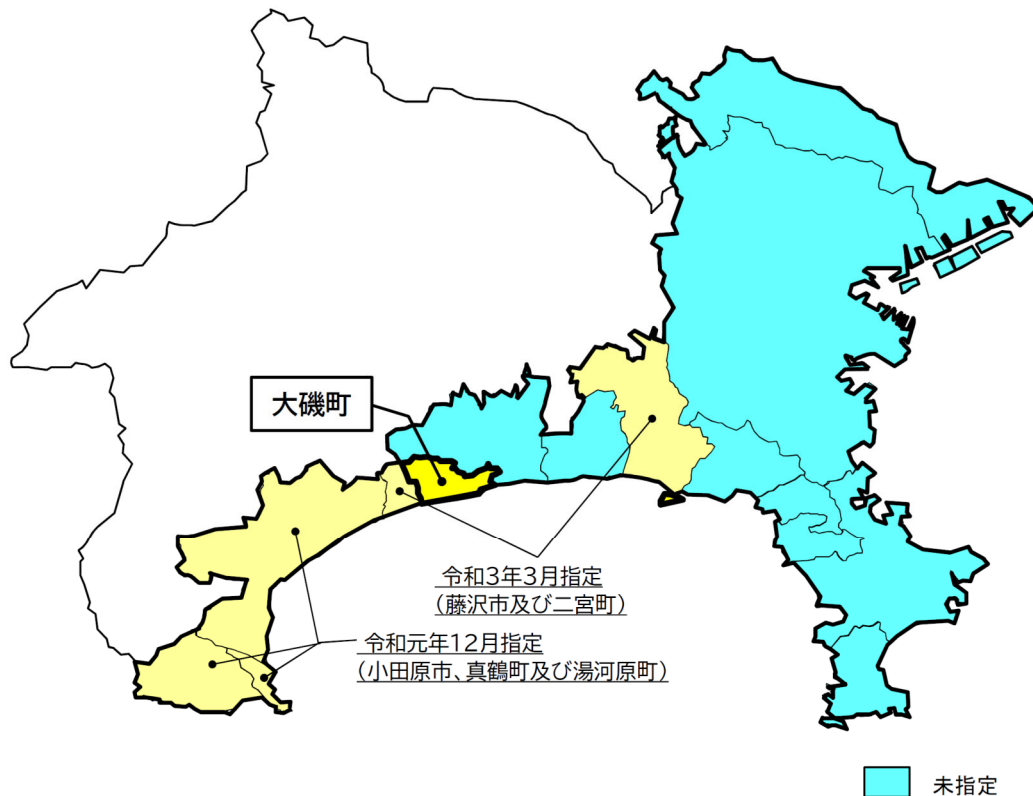 大磯町
令和3年3月指定
(藤沢市及び二宮町)
令和元年12月指定
(小田原市、真鶴町及び湯河原町)
未指定